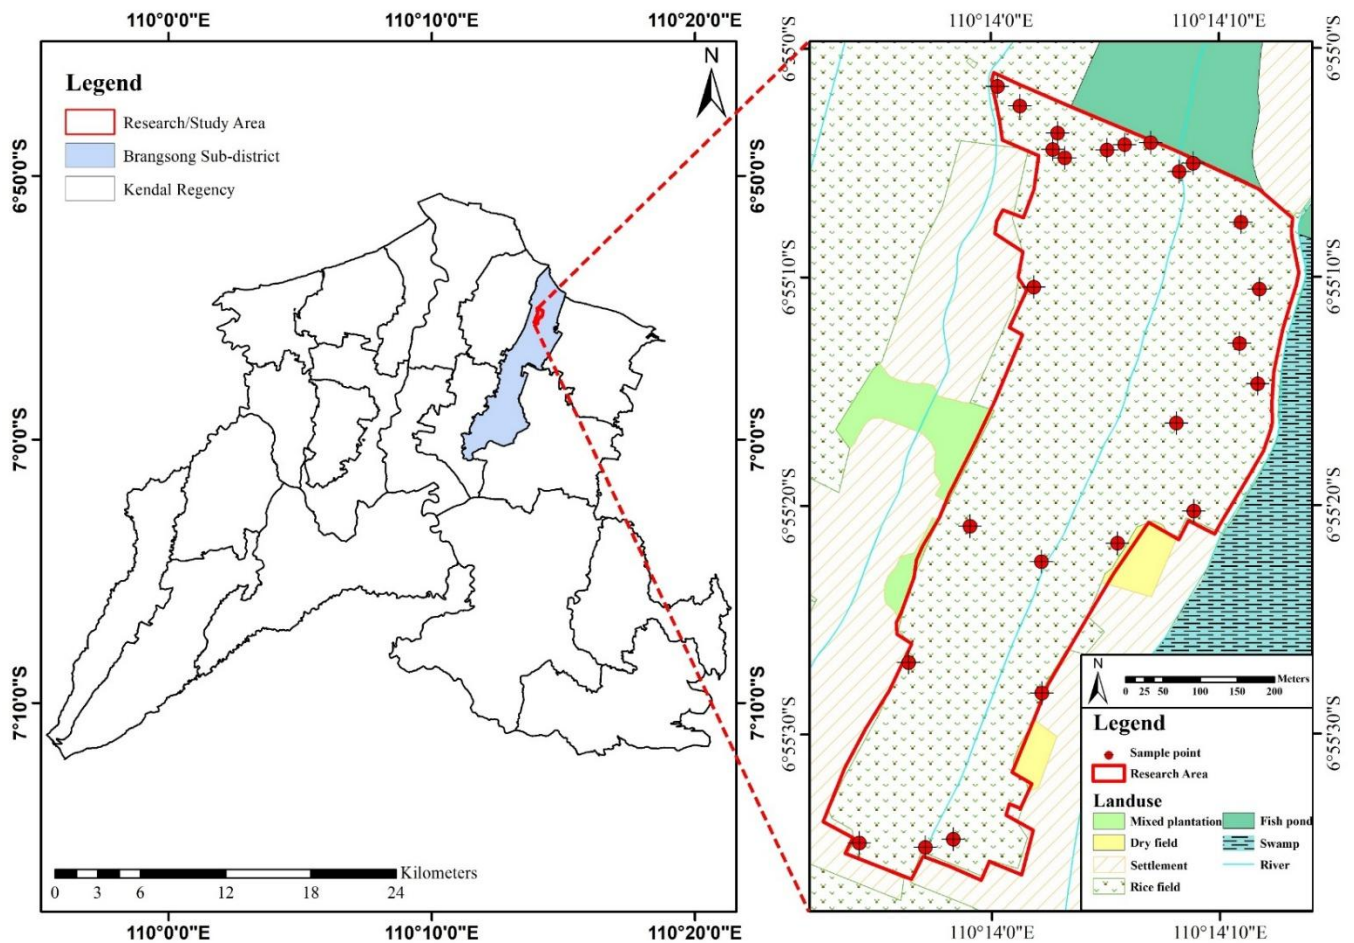 110°0'0"E 110°10'0"E 110°20'0"E
N
Legend
Research/Study Area
Brangsong Sub-district
Kendal Regency
6°50'0"S 6°50'0"S
7°0'0"S 7°0'0"S
7°10'0"S 7°10'0"S
Kilometers
0 3 6 12 18 24
110°0'0"E 110°10'0"E 110°20'0"E
110°14'0"E 110°14'10"E
6°55'0"S 6°55'0"S
6°55'10"S 6°55'10"S
6°55'20"S 6°55'20"S
6°55'30"S 6°55'30"S
N
Meters
0 25 50 100 150 200
Legend
Sample point
Research Area
Landuse
Mixed plantation Fish pond
Dry field Swamp
Settlement River
Rice field
110°14'0"E 110°14'10"E